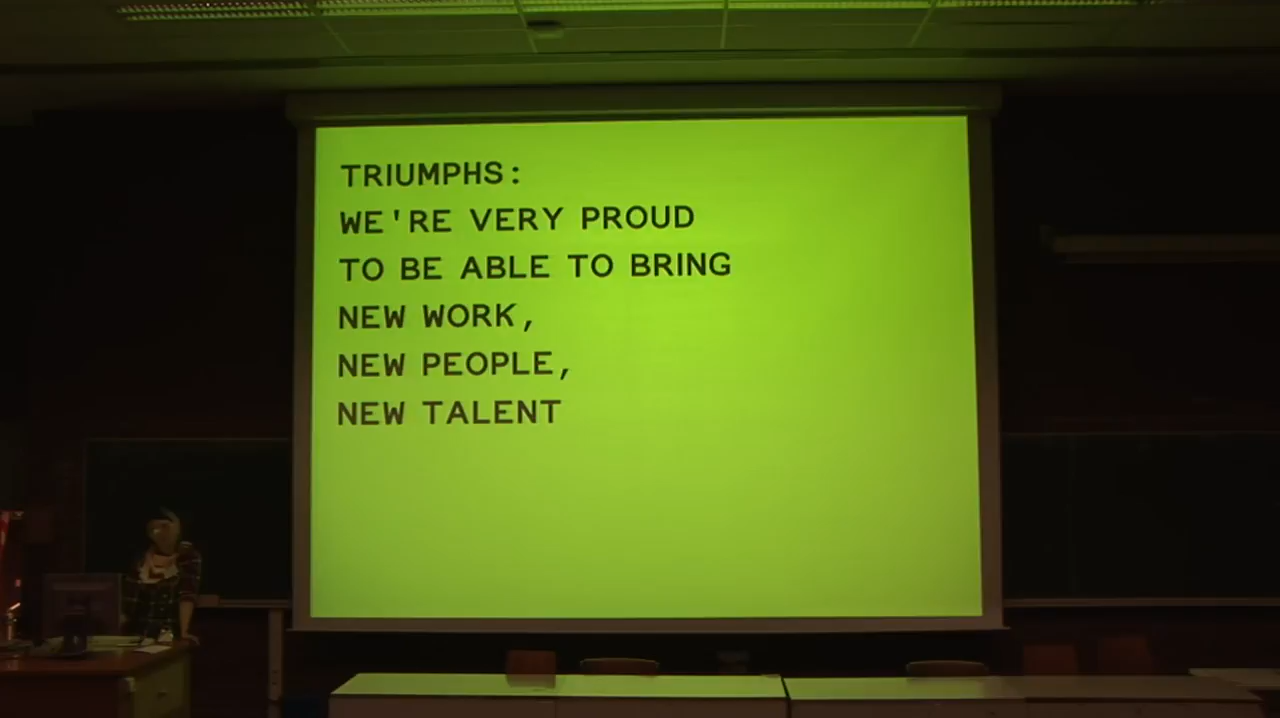 TRIUMPHS:
WE'RE VERY PROUD
TO BE ABLE TO BRING
NEW WORK,
NEW PEOPLE,
NEW TALENT